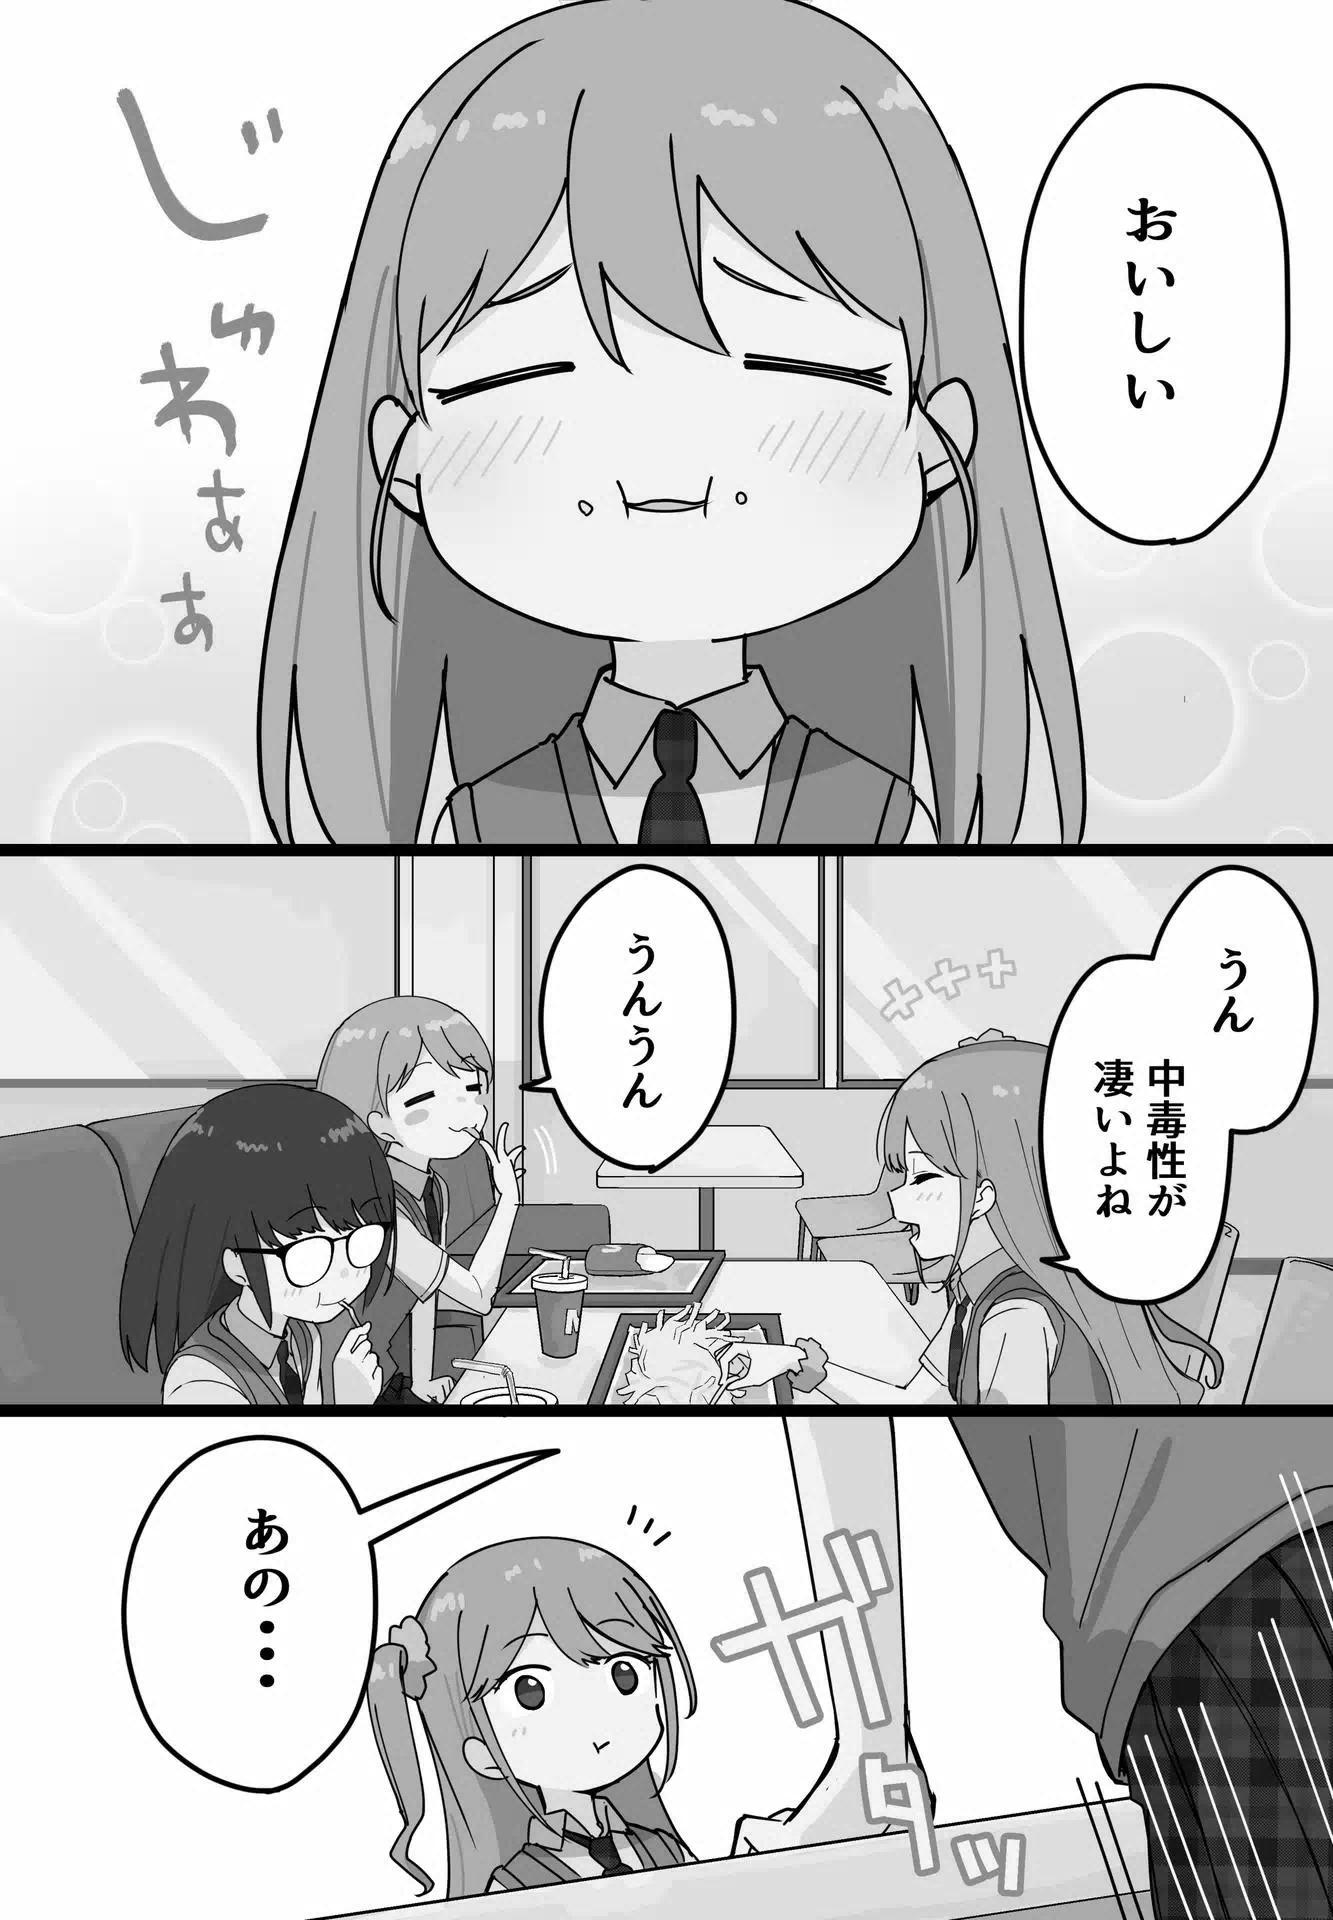 おいしい
じゅわぁぁ
うん
中毒性が
凄いよね
うんうん
ガタッ
あの…